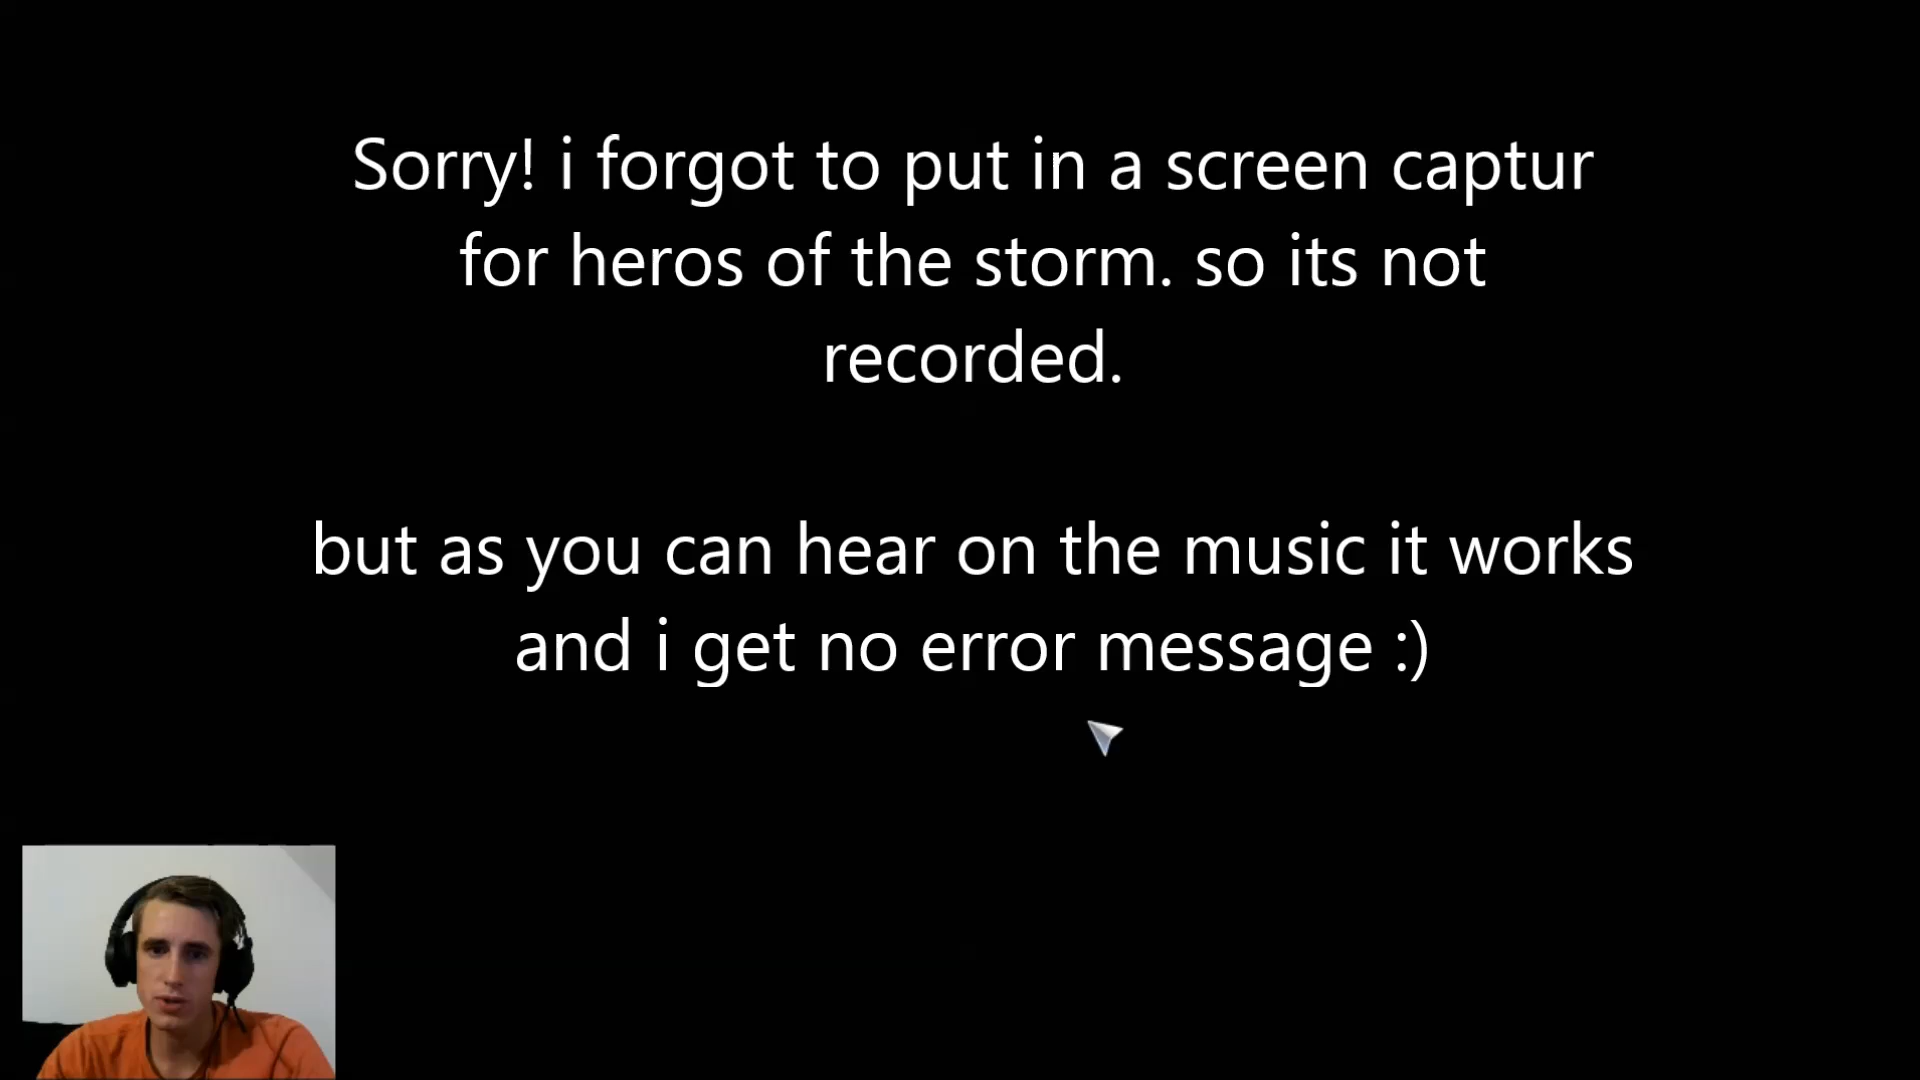 Sorry! i forgot to put in a screen captur
for heros of the storm. so its not
recorded.
but as you can hear on the music it works
and i get no error message :)